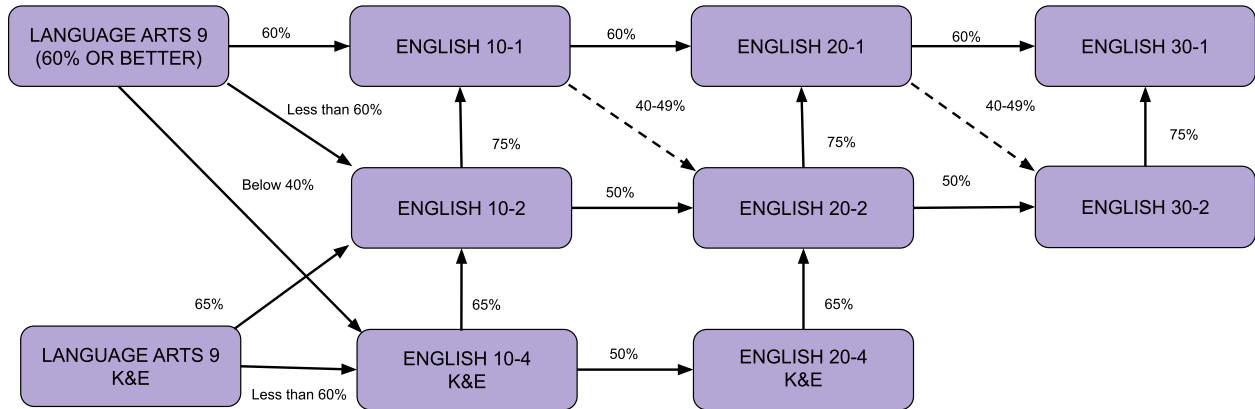 LANGUAGE ARTS 9
(60% OR BETTER)
60%
ENGLISH 10-1
60%
ENGLISH 20-1
60%
ENGLISH 30-1
Less than 60%
40-49%
40-49%
75%
75%
75%
Below 40%
ENGLISH 10-2
50%
ENGLISH 20-2
50%
ENGLISH 30-2
65%
65%
65%
LANGUAGE ARTS 9
K&E
Less than 60%
ENGLISH 10-4
K&E
50%
ENGLISH 20-4
K&E